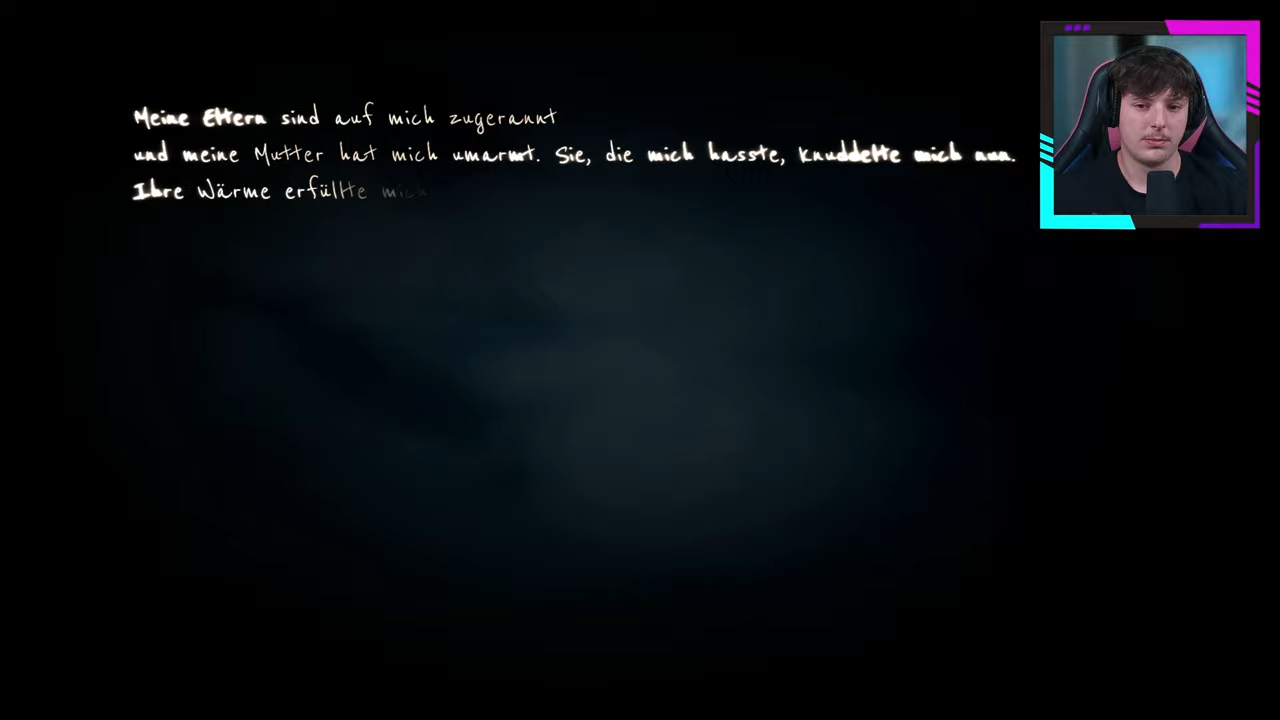 Meine Eltern sind auf mich zugerannt
und meine Mutter hat mich umarmt. Sie, die mich hasste, knuddelte mich nun.
Ihre Wärme erfüllte mich